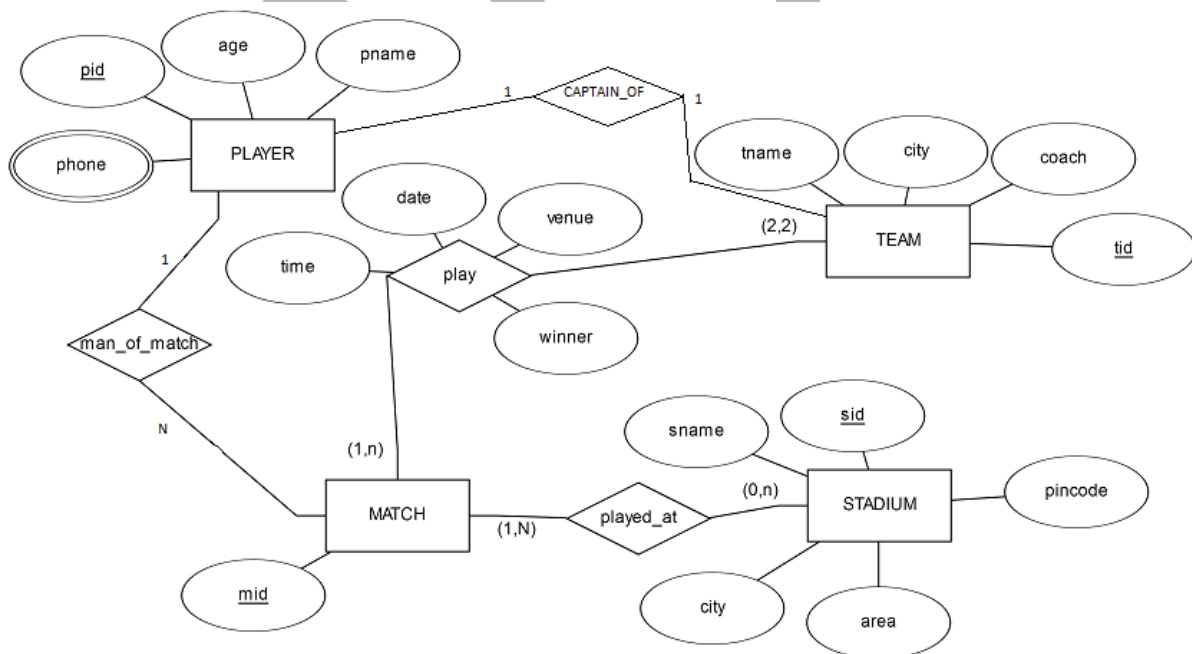 age
pid
pname
CAPTAIN_OF
1
1
PLAYER
phone
tname
city
coach
date
venue
(2,2)
TEAM
tid
time
play
1
winner
man_of_match
sname
sid
N
(1,n)
(0,n)
pincode
MATCH
(1,N)
played_at
STADIUM
mid
city
area